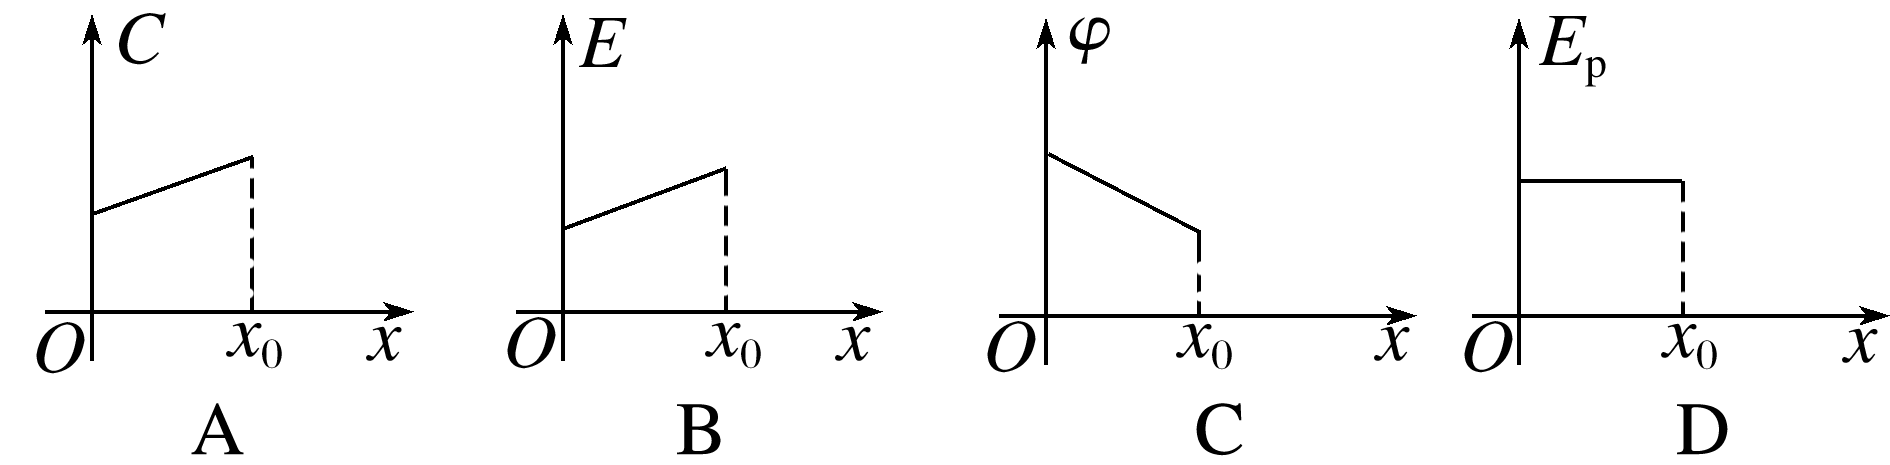 C E φ Eₚ
O x₀ x O x₀ x O x₀ x O x₀ x
A B C D